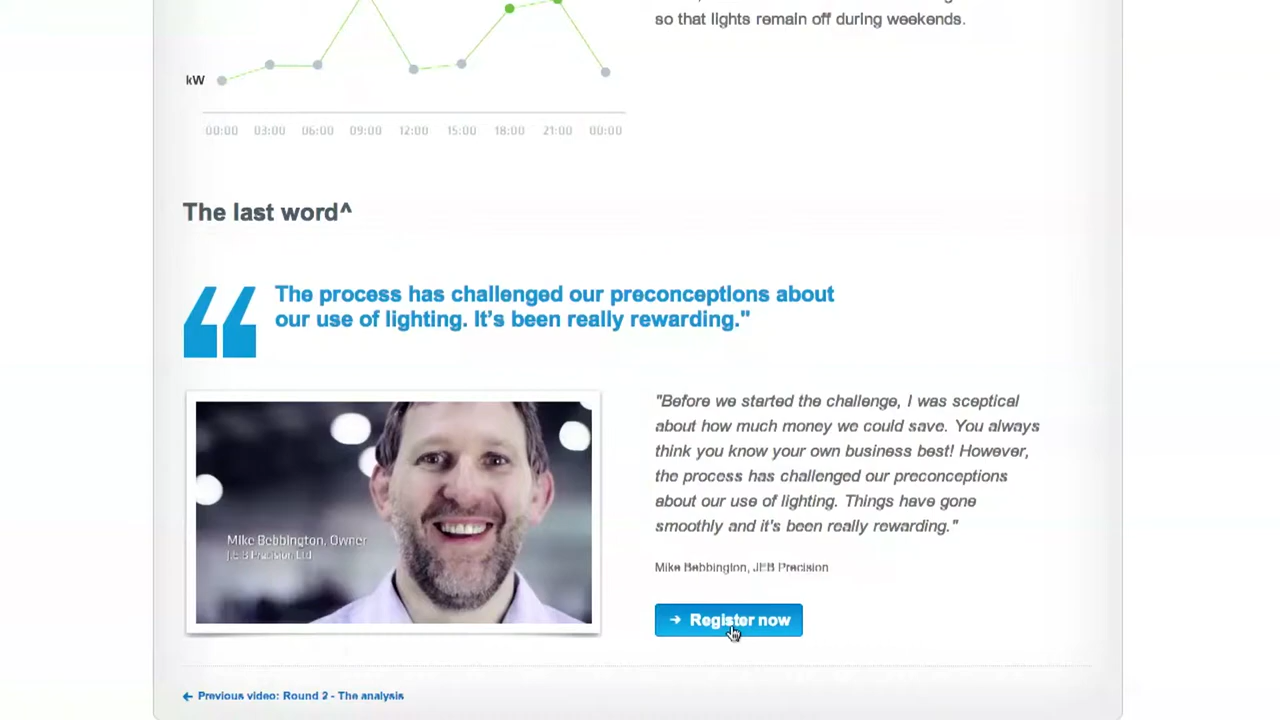 so that lights remain off during weekends.
kW
00:00 03:00 06:00 09:00 12:00 15:00 18:00 21:00 00:00
The last word^
The process has challenged our preconceptions about
our use of lighting. It's been really rewarding."
"Before we started the challenge, I was sceptical
about how much money we could save. You always
think you know your own business best! However,
the process has challenged our preconceptions
about our use of lighting. Things have gone
smoothly and it's been really rewarding."
Mike Bebbington, Owner
JEB Precision Ltd
Mike Bebbington, JEB Precision
Register now
Previous video: Round 2 - The analysis